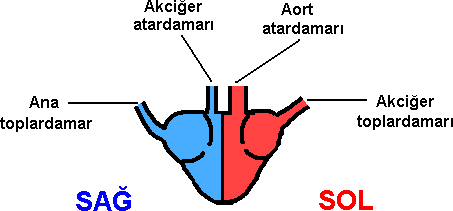 Akciğer
atardamarı
Aort
atardamarı
Ana
toplardamar
Akciğer
toplardamarı
SAĞ
SOL